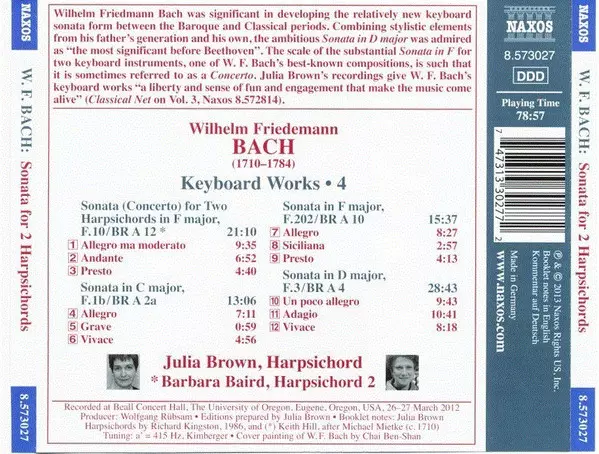 NAXOS
W. F. BACH: Sonata for 2 Harpsichords
8.573027
Wilhelm Friedmann Bach was significant in developing the relatively new keyboard
sonata form between the Baroque and Classical periods. Combining stylistic elements
from his father's generation and his own, the ambitious Sonata in D major was admired
as "the most significant before Beethoven". The scale of the substantial Sonata in F for
two keyboard instruments, one of W. F. Bach's best-known compositions, is such that
it is sometimes referred to as a Concerto. Julia Brown's recordings give W. F. Bach's
keyboard works "a liberty and sense of fun and engagement that make the music come
alive" (Classical Net on Vol. 3, Naxos 8.572814).
Wilhelm Friedemann
BACH
(1710–1784)
Keyboard Works • 4
Sonata (Concerto) for Two
Harpsichords in F major,
F.10/BR A 12 * 21:10
1 Allegro ma moderato 9:35
2 Andante 6:52
3 Presto 4:40
Sonata in C major,
F.1b/BR A 2a 13:06
4 Allegro 7:11
5 Grave 0:59
6 Vivace 4:56
Sonata in F major,
F.202/BR A 10 15:37
7 Allegro 8:27
8 Siciliana 2:57
9 Presto 4:13
Sonata in D major,
F.3/BR A 4 28:43
10 Un poco allegro 9:43
11 Adagio 10:41
12 Vivace 8:18
Julia Brown, Harpsichord
* Barbara Baird, Harpsichord 2
Recorded at Beall Concert Hall, The University of Oregon, Eugene, Oregon, USA, 26–27 March 2012
Producer: Wolfgang Rübsam • Editions prepared by Julia Brown • Booklet notes: Julia Brown
Harpsichords by Richard Kingston, 1986, and (*) Keith Hill, after Michael Mietke (c. 1710)
Tuning: a' = 415 Hz, Kimberger • Cover painting of W. F. Bach by Chai Ben-Shan
NAXOS
8.573027
DDD
Playing Time
78:57
7 47313 30277 2
℗ & © 2013 Naxos Rights US, Inc.
Booklet notes in English
Kommentar auf Deutsch
Made in Germany
www.naxos.com
NAXOS
W. F. BACH: Sonata for 2 Harpsichords
8.573027